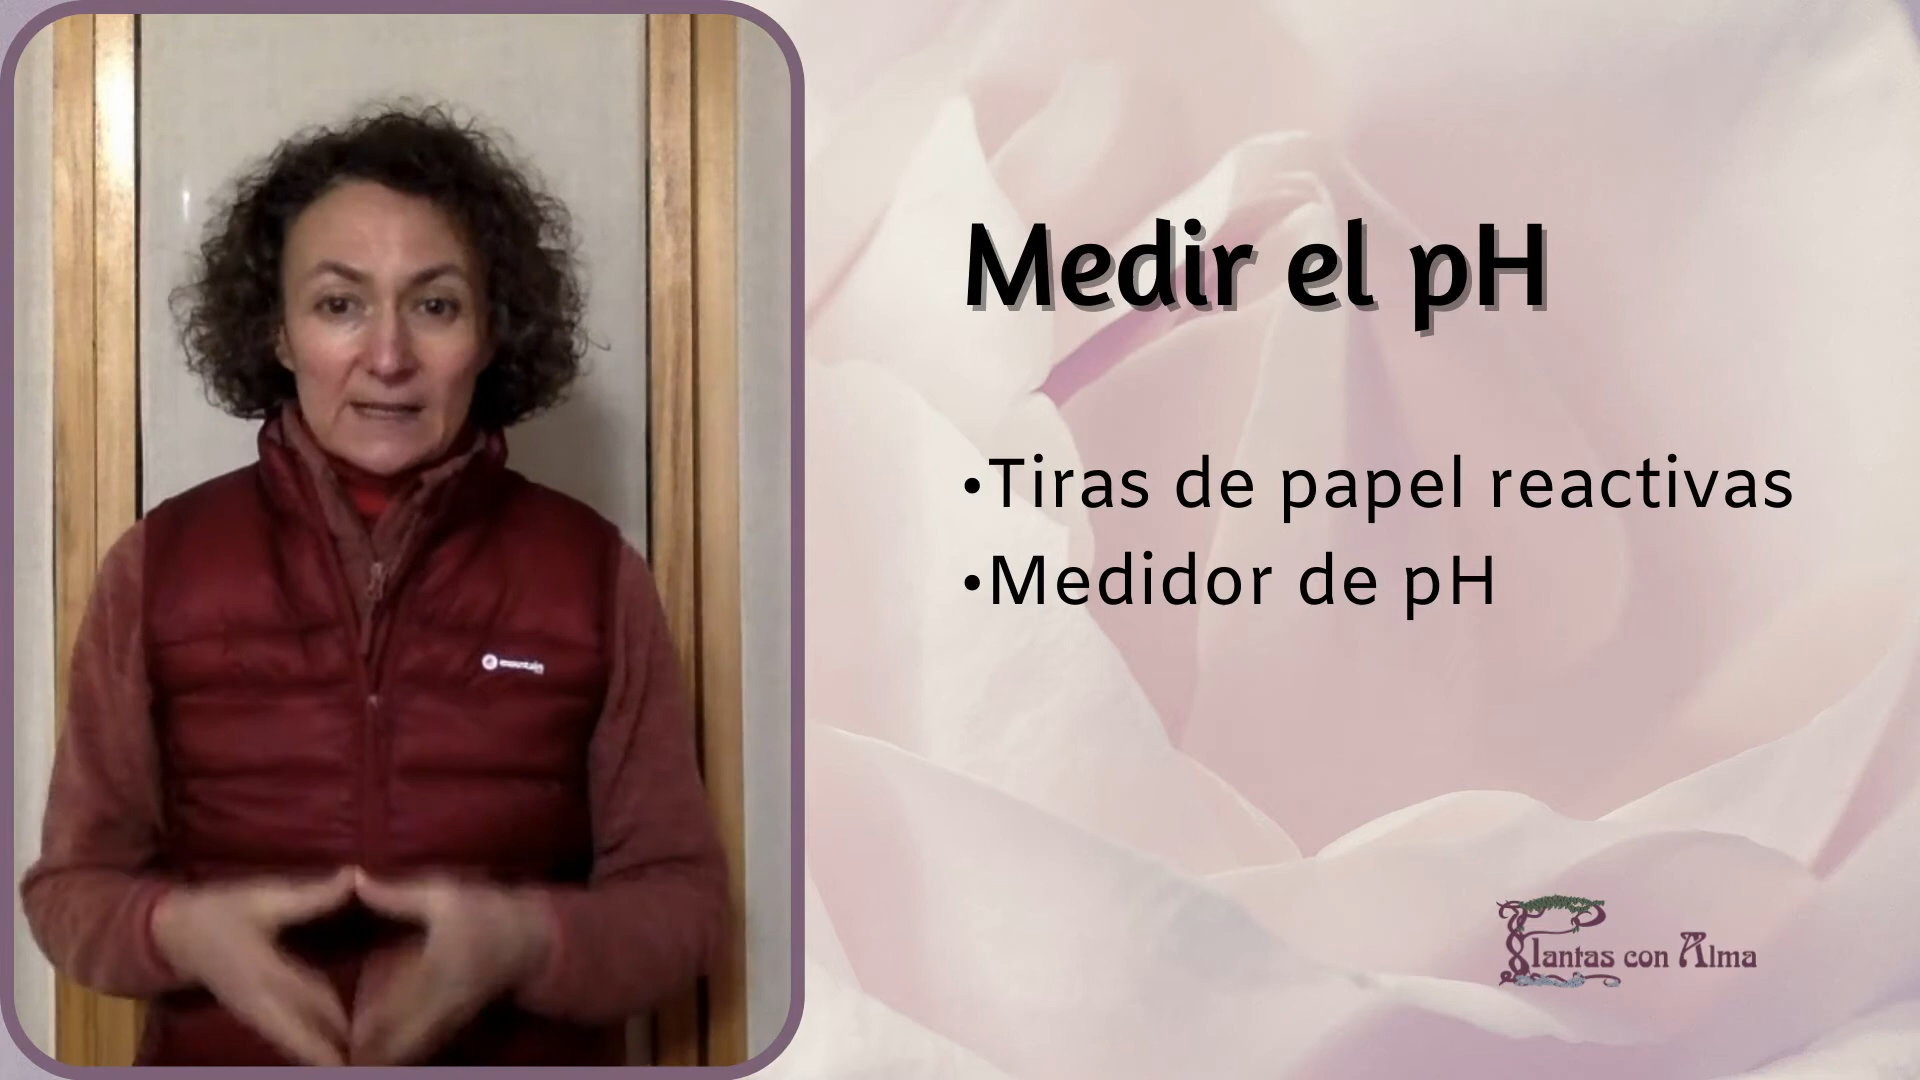 Medir el pH
•Tiras de papel reactivas
•Medidor de pH
Plantas con Alma